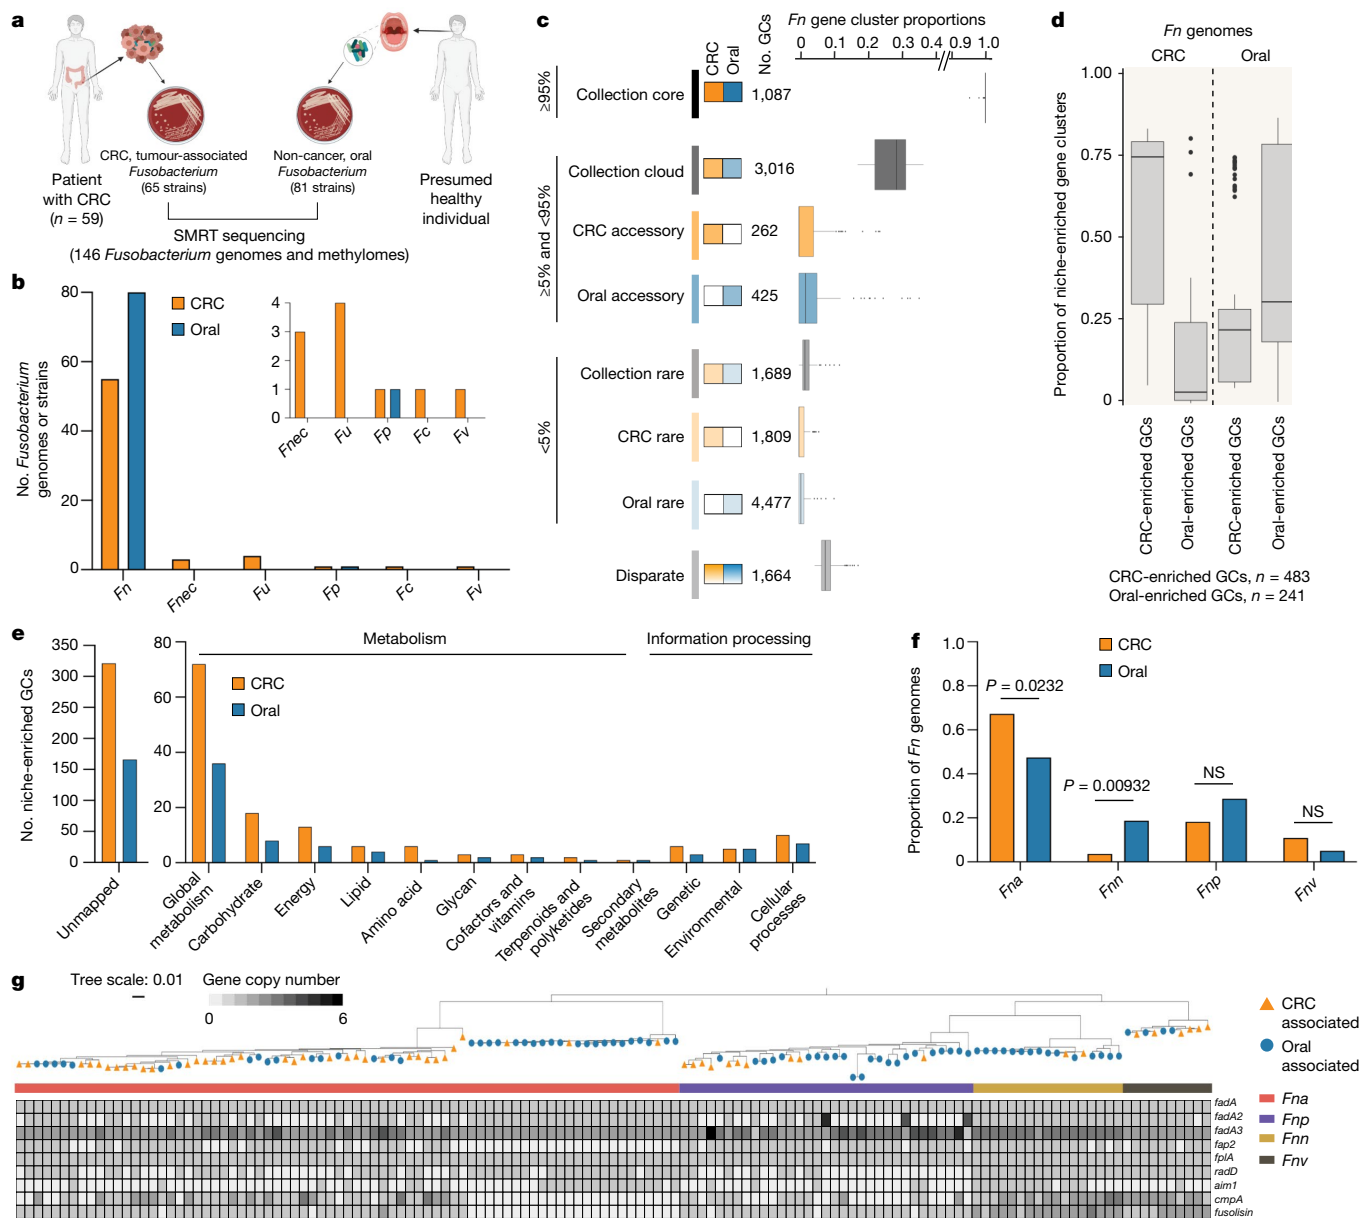 a
Patient
with CRC
(n = 59)
CRC, tumour-associated
Fusobacterium
(65 strains)
Non-cancer, oral
Fusobacterium
(81 strains)
Presumed
healthy
individual
SMRT sequencing
(146 Fusobacterium genomes and methylomes)
b
No. Fusobacterium
genomes or strains
80
60
40
20
0
CRC
Oral
Fn
Fnec
Fu
Fp
Fc
Fv
4
3
2
1
0
Fnec
Fu
Fp
Fc
Fv
c
Fn gene cluster proportions
CRC
Oral
No. GCs
0 0.1 0.2 0.3 0.4 0.9 1.0
≥95%
Collection core 1,087
≥5% and <95%
Collection cloud 3,016
CRC accessory 262
Oral accessory 425
<5%
Collection rare 1,689
CRC rare 1,809
Oral rare 4,477
Disparate 1,664
d
Fn genomes
CRC Oral
Proportion of niche-enriched gene clusters
1.00
0.75
0.50
0.25
0
CRC-enriched GCs
Oral-enriched GCs
CRC-enriched GCs
Oral-enriched GCs
CRC-enriched GCs, n = 483
Oral-enriched GCs, n = 241
e
No. niche-enriched GCs
350
300
250
200
150
100
50
0
Unmapped
80
60
40
20
0
Metabolism
Information processing
CRC
Oral
Global
metabolism
Carbohydrate
Energy
Lipid
Amino acid
Glycan
Cofactors and
vitamins
Terpenoids and
polyketides
Secondary
metabolites
Genetic
Environmental
Cellular
processes
f
Proportion of Fn genomes
1.0
0.8
0.6
0.4
0.2
0
CRC
Oral
P = 0.0232
P = 0.00932
NS
NS
Fna
Fnn
Fnp
Fnv
g
Tree scale: 0.01
Gene copy number
0 6
CRC
associated
Oral
associated
Fna
Fnp
Fnn
Fnv
fadA
fadA2
fadA3
fap2
fplA
radD
aim1
cmpA
fusolisin